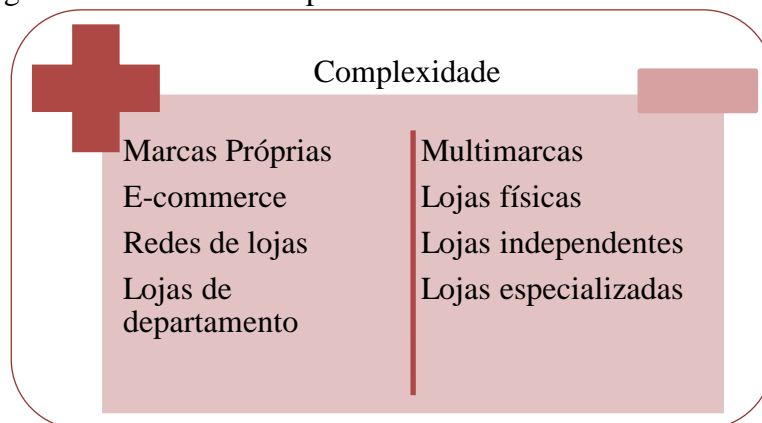 Complexidade
Marcas Próprias
E-commerce
Redes de lojas
Lojas de
departamento
Multimarcas
Lojas físicas
Lojas independentes
Lojas especializadas